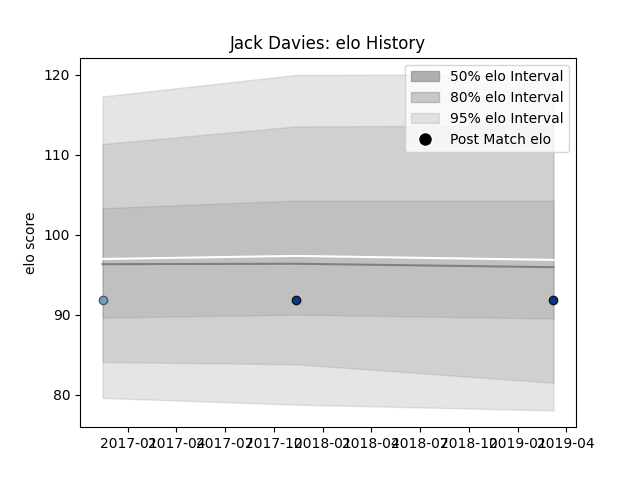 Jack Davies: elo History
120
110
100
90
80
elo score
50% elo Interval
80% elo Interval
95% elo Interval
Post Match elo
2017-01 2017-04 2017-07 2017-10 2018-01 2018-04 2018-07 2018-10 2019-01 2019-04